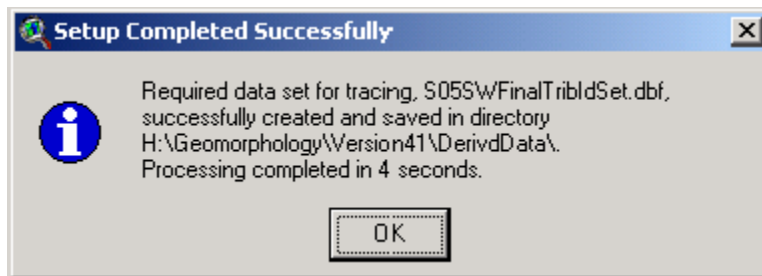 Setup Completed Successfully
Required data set for tracing, S05SWFinalTribIdSet.dbf,
successfully created and saved in directory
H:\Geomorphology\Version41\DerivdData\.
Processing completed in 4 seconds.
OK